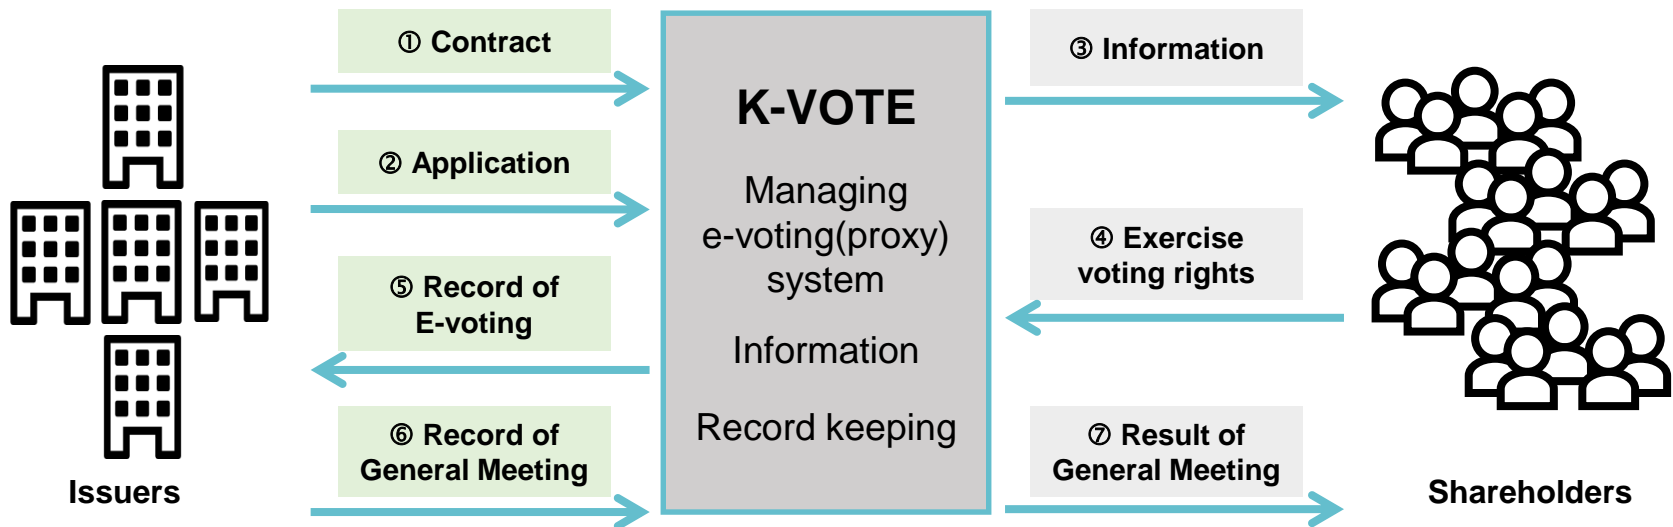 ① Contract
② Application
⑤ Record of
E-voting
⑥ Record of
General Meeting
Issuers
K-VOTE
Managing
e-voting(proxy)
system
Information
Record keeping
③ Information
④ Exercise
voting rights
⑦ Result of
General Meeting
Shareholders